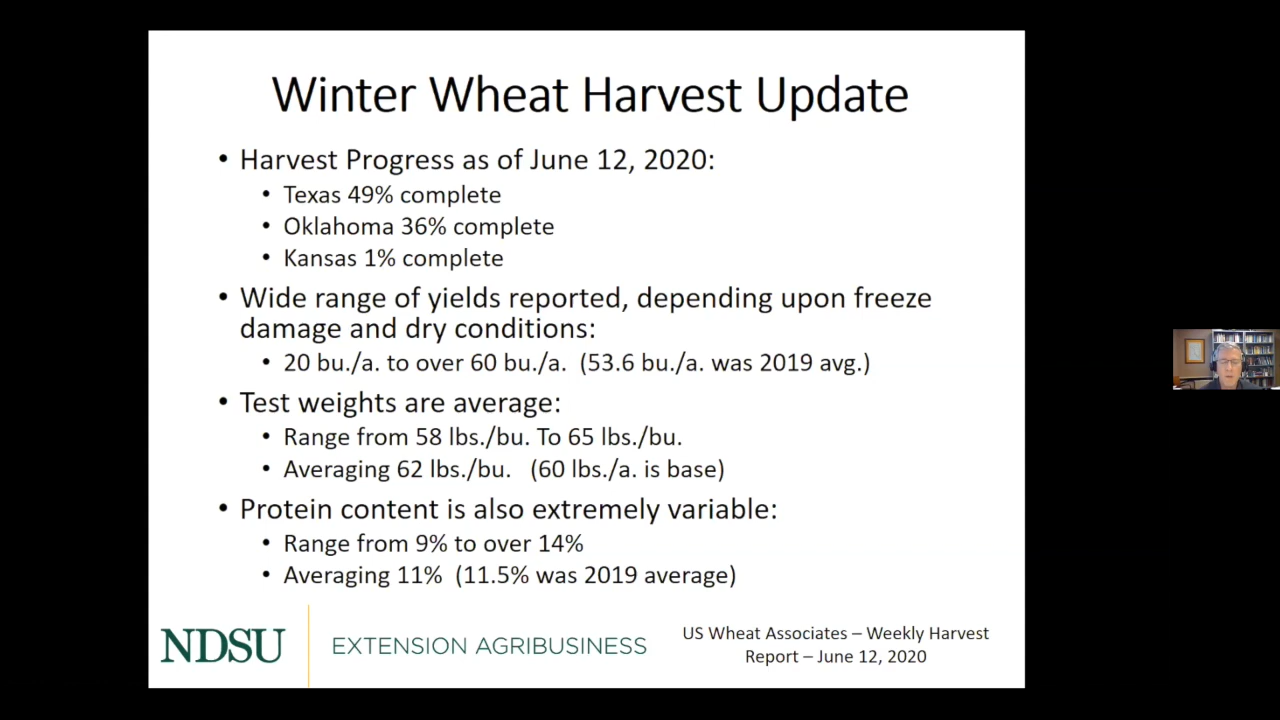 Winter Wheat Harvest Update
• Harvest Progress as of June 12, 2020:
• Texas 49% complete
• Oklahoma 36% complete
• Kansas 1% complete
• Wide range of yields reported, depending upon freeze
damage and dry conditions:
• 20 bu./a. to over 60 bu./a. (53.6 bu./a. was 2019 avg.)
• Test weights are average:
• Range from 58 lbs./bu. To 65 lbs./bu.
• Averaging 62 lbs./bu. (60 lbs./a. is base)
• Protein content is also extremely variable:
• Range from 9% to over 14%
• Averaging 11% (11.5% was 2019 average)
NDSU
EXTENSION AGRIBUSINESS
US Wheat Associates – Weekly Harvest
Report – June 12, 2020